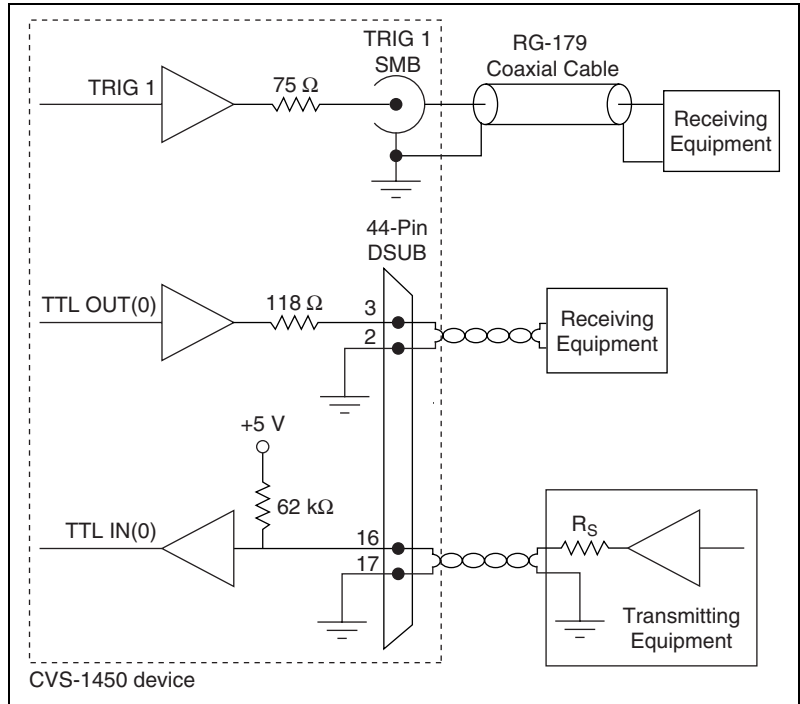 TRIG 1
SMB
RG-179
Coaxial Cable
TRIG 1
75 Ω
Receiving
Equipment
44-Pin
DSUB
TTL OUT(0)
118 Ω
3
2
Receiving
Equipment
+5 V
62 kΩ
TTL IN(0)
16
17
R_S
Transmitting
Equipment
CVS-1450 device